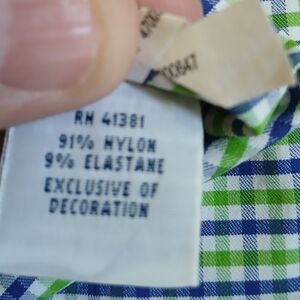 RN 41381
91% NYLON
9% ELASTANE
EXCLUSIVE OF
DECORATION